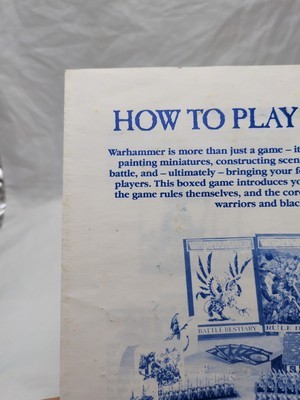 HOW TO PLAY
Warhammer is more than just a game – it
painting miniatures, constructing scen
battle, and – ultimately – bringing your f
players. This boxed game introduces yo
the game rules themselves, and the cor
warriors and blac
BATTLE BESTIARY
RULE B